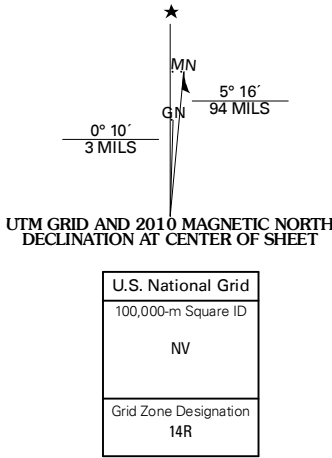 ★
MN
GN
5° 16´
94 MILS
0° 10´
3 MILS
UTM GRID AND 2010 MAGNETIC NORTH
DECLINATION AT CENTER OF SHEET
U.S. National Grid
100,000-m Square ID
NV
Grid Zone Designation
14R